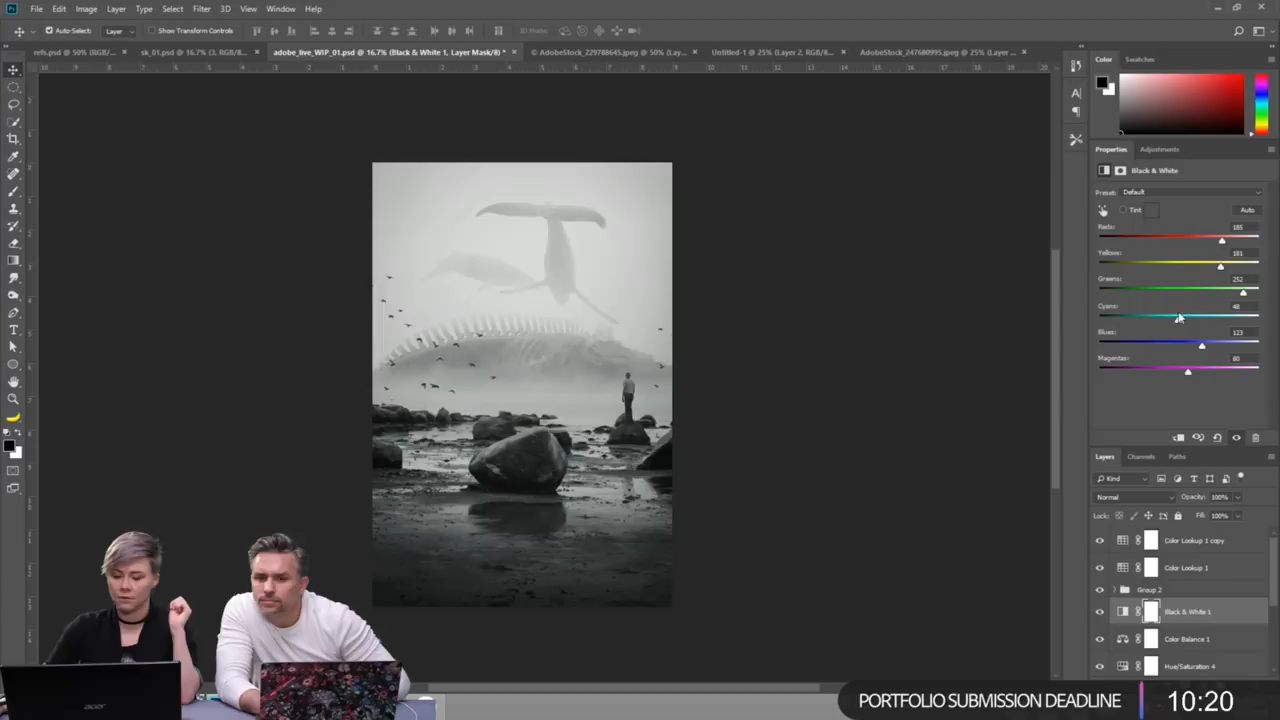 File Edit Image Layer Type Select Filter 3D View Window Help
Auto-Select: Layer Show Transform Controls 3D Mode:
refs.psd @ 50% (RGB/... × sk_01.psd @ 16.7% (3, RGB/8... × adobe_live_WIP_01.psd @ 16.7% (Black & White 1, Layer Mask/8) * × © AdobeStock_229788645.jpeg @ 50% (Lay... × Untitled-1 @ 25% (Layer 2, RGB/8... × AdobeStock_247680995.jpeg @ 25% (Layer ... ×
Color Swatches
Properties Adjustments
Black & White
Preset: Default
Tint Auto
Reds: 185
Yellows: 181
Greens: 252
Cyans: 48
Blues: 123
Magentas: 80
Layers Channels Paths
Kind
Normal Opacity: 100%
Lock: Fill: 100%
Color Lookup 1 copy
Color Lookup 1
Group 2
Black & White 1
Color Balance 1
Hue/Saturation 4
acer
PORTFOLIO SUBMISSION DEADLINE 10:20